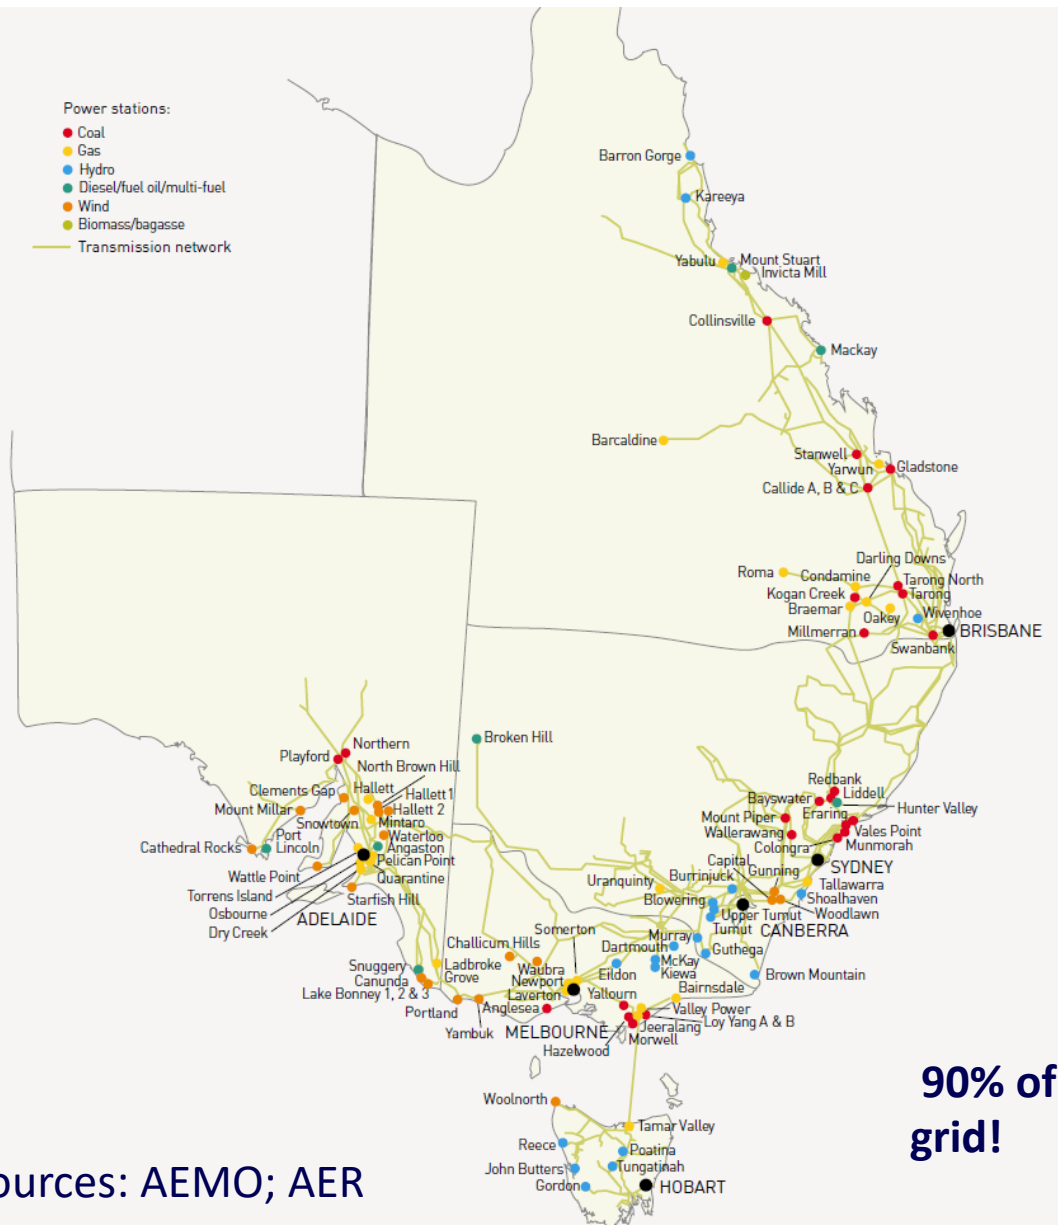 Power stations:
Coal
Gas
Hydro
Diesel/fuel oil/multi-fuel
Wind
Biomass/bagasse
Transmission network
Barron Gorge
Kareeya
Yabulu
Mount Stuart
Invicta Mill
Collinsville
Mackay
Barcaldine
Stanwell
Yarwun
Gladstone
Callide A, B & C
Darling Downs
Roma
Condamine
Tarong North
Kogan Creek
Tarong
Braemar
Oakey
Wivenhoe
Millmerran
BRISBANE
Swanbank
Broken Hill
Northern
Playford
North Brown Hill
Clements Gap
Hallett
Hallett 1
Mount Millar
Hallett 2
Snowtown
Mintaro
Port
Lincoln
Waterloo
Cathedral Rocks
Angaston
Pelican Point
Wattle Point
Quarantine
Torrens Island
Starfish Hill
Osbourne
ADELAIDE
Dry Creek
Redbank
Bayswater
Liddell
Hunter Valley
Eraring
Mount Piper
Wallerawang
Vales Point
Colongra
Munmorah
Capital
Gunning
SYDNEY
Uranquinty
Burrinjuck
Tallawarra
Blowering
Shoalhaven
Upper Tumut
Woodlawn
Tumut
CANBERRA
Somerton
Murray
Challicum Hills
Dartmouth
Guthega
Snuggery
Ladbroke
Grove
Waubra
McKay
Canunda
Newport
Eildon
Kiewa
Brown Mountain
Lake Bonney 1, 2 & 3
Laverton
Yallourn
Bairnsdale
Portland
Anglesea
Valley Power
Yambuk
MELBOURNE
Jeeralang
Loy Yang A & B
Hazelwood
Morwell
90% of
grid!
Woolnorth
Tamar Valley
Reece
Poatina
John Butters
Tungatinah
Gordon
HOBART
ources: AEMO; AER